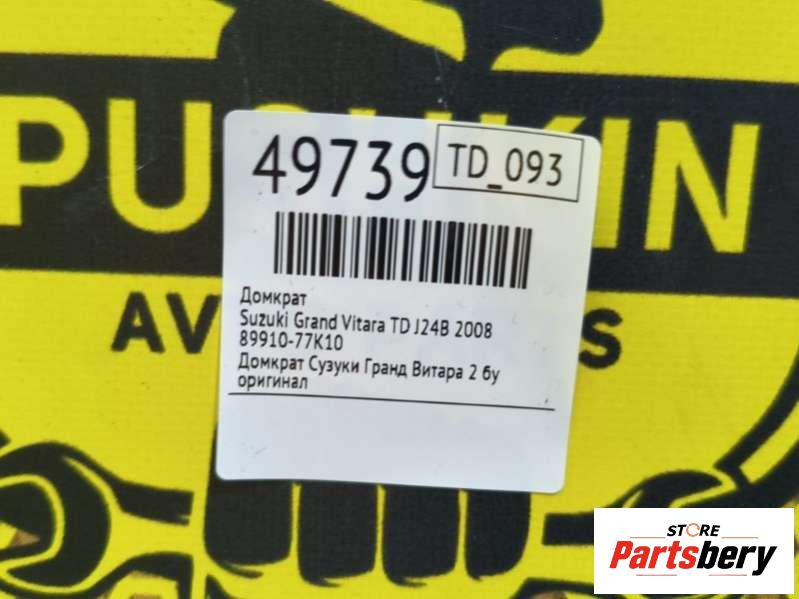 PUSHKIN
49739
TD_093
AV S
Домкрат
Suzuki Grand Vitara TD J24B 2008
89910-77K10
Домкрат Сузуки Гранд Витара 2 бу
оригинал
STORE
Partsbery